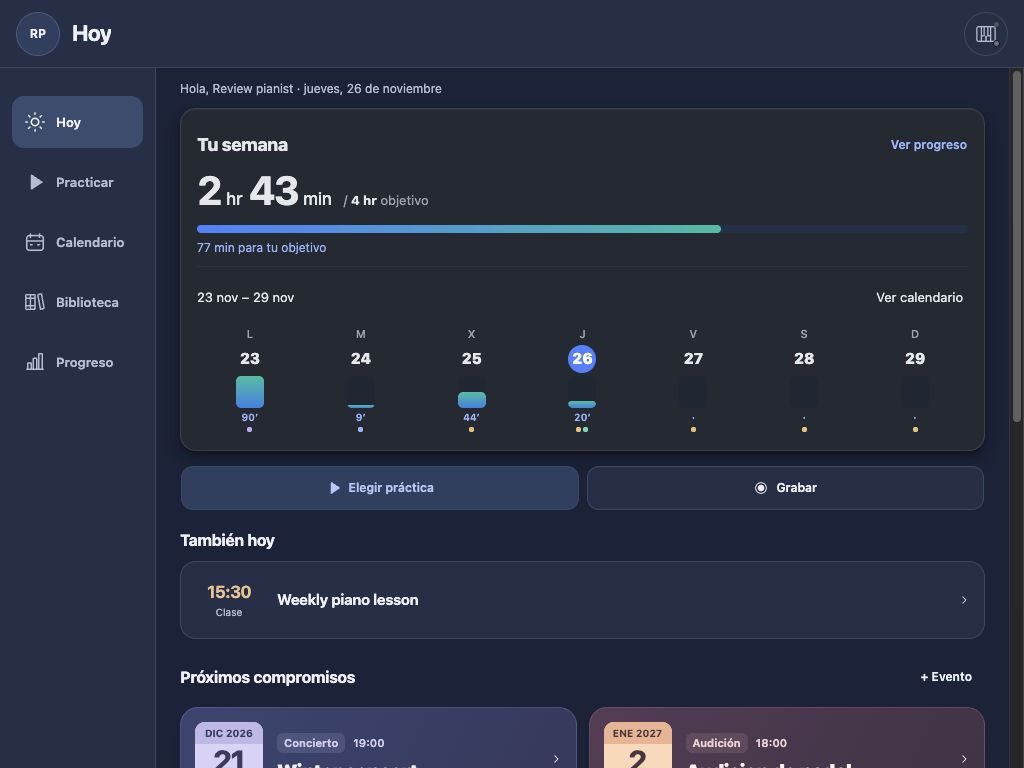 RP
Hoy
Hoy
Practicar
Calendario
Biblioteca
Progreso
Hola, Review pianist · jueves, 26 de noviembre
Tu semana
Ver progreso
2 hr 43 min / 4 hr objetivo
77 min para tu objetivo
23 nov – 29 nov
Ver calendario
L M X J V S D
23 24 25 26 27 28 29
90′ 9′ 44′ 20′ · · ·
Elegir práctica
Grabar
También hoy
15:30
Clase
Weekly piano lesson
Próximos compromisos
+ Evento
DIC 2026
21
Concierto 19:00
ENE 2027
2
Audición 18:00